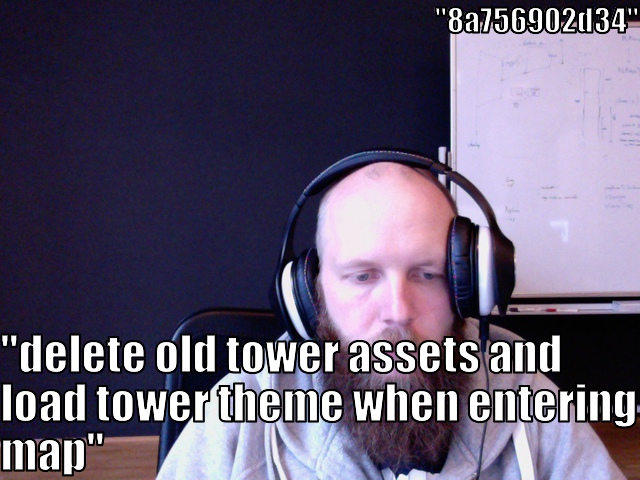 "8a756902d34"
"delete old tower assets and
load tower theme when entering
map"